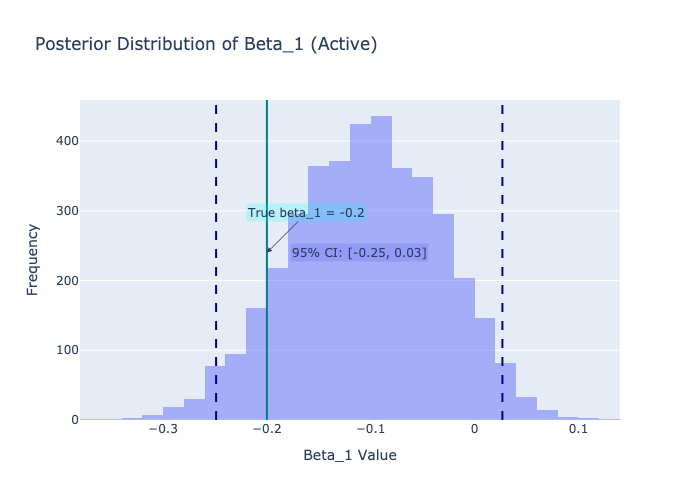 Posterior Distribution of Beta_1 (Active)
Frequency
400
300
200
100
0
True beta_1 = -0.2
95% CI: [-0.25, 0.03]
−0.3
−0.2
−0.1
0
0.1
Beta_1 Value